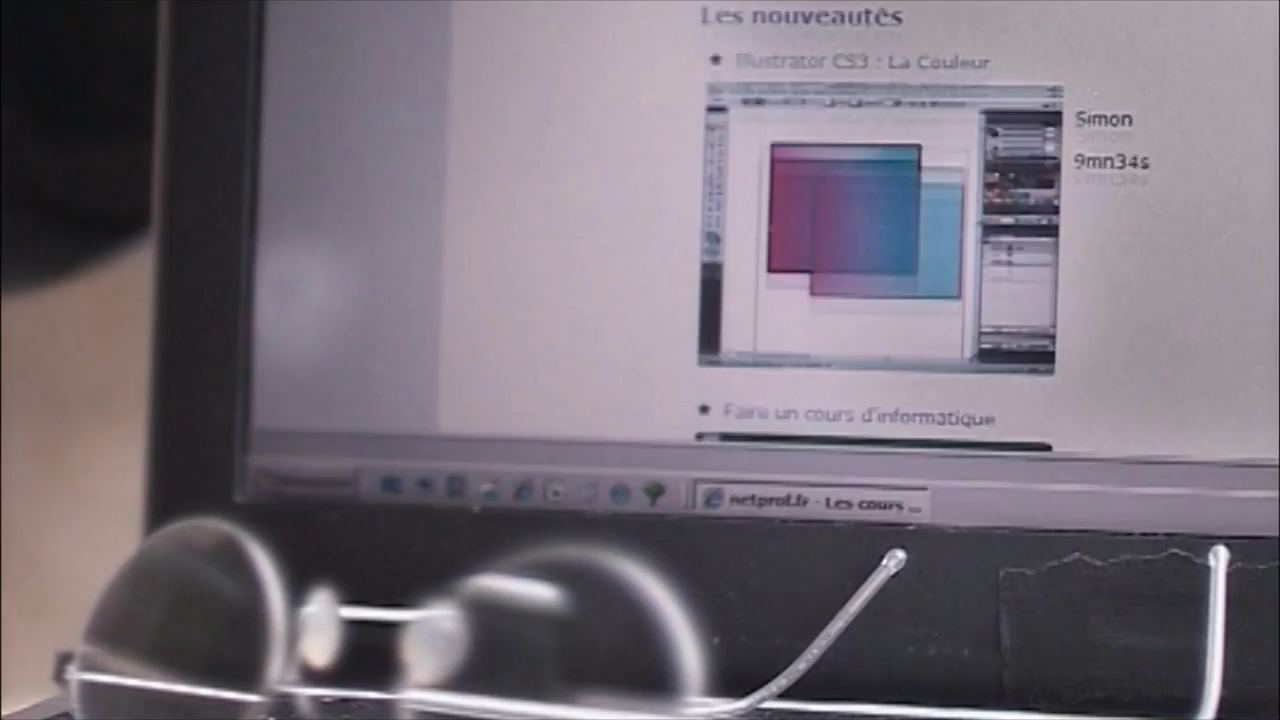 Les nouveautés
Illustrator CS3 : La Couleur
Simon
9mn34s
Faire un cours d'informatique
netprof.fr - Les cours ...